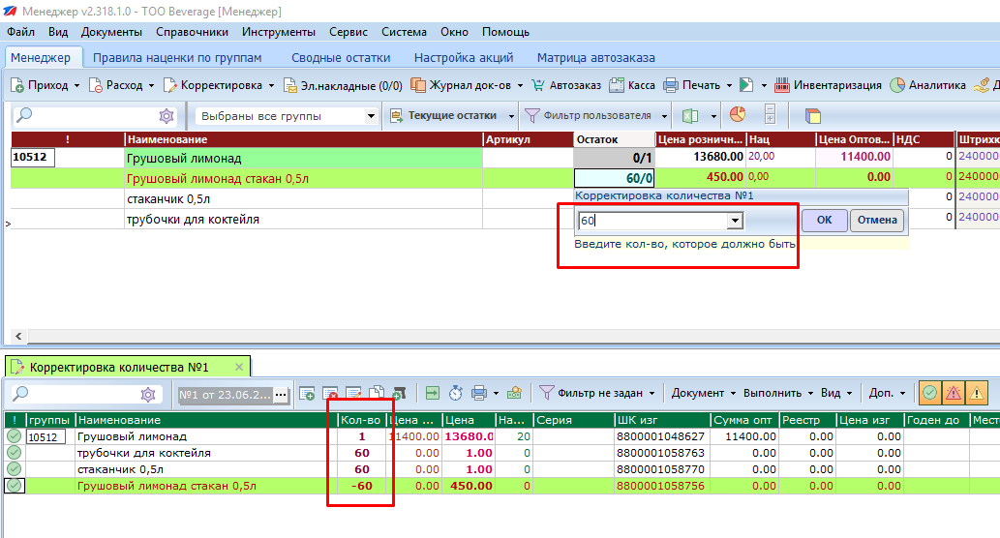 Менеджер v2.318.1.0 - ТОО Beverage [Менеджер]
Файл Вид Документы Справочники Инструменты Сервис Система Окно Помощь
Менеджер Правила наценки по группам Сводные остатки Настройка акций Матрица автозаказа
Приход Расход Корректировка Эл.накладные (0/0) Журнал док-ов Автозаказ Касса Печать Инвентаризация Аналитика Д
Выбраны все группы Текущие остатки Фильтр пользователя
! Наименование Артикул Остаток Цена рознич... Нац Цена Оптов... НДС Штрихк
10512 Грушовый лимонад 0/1 13680.00 20,00 11400.00 0 2400000
Грушовый лимонад стакан 0,5л 60/0 450.00 0,00 0.00 0 2400000
стаканчик 0,5л 0 2400000
Корректировка количества №1
трубочки для коктейля 0 2400000
60 OK Отмена
Введите кол-во, которое должно быть
Корректировка количества №1
№1 от 23.06.2... Фильтр не задан Документ Выполнить Вид Доп.
! группы Наименование Кол-во Цена ... Цена На... Серия ШК изг Сумма опт Реестр Цена изг Годен до Мест
10512 Грушовый лимонад 1 11400.00 13680.0 20 8800001048627 11400.00 0.00 0.00
трубочки для коктейля 60 0.00 1.00 0 8800001058763 0.00 0.00 0.00
стаканчик 0,5л 60 0.00 1.00 0 8800001058770 0.00 0.00 0.00
Грушовый лимонад стакан 0,5л -60 0.00 450.00 0 8800001058756 0.00 0.00 0.00